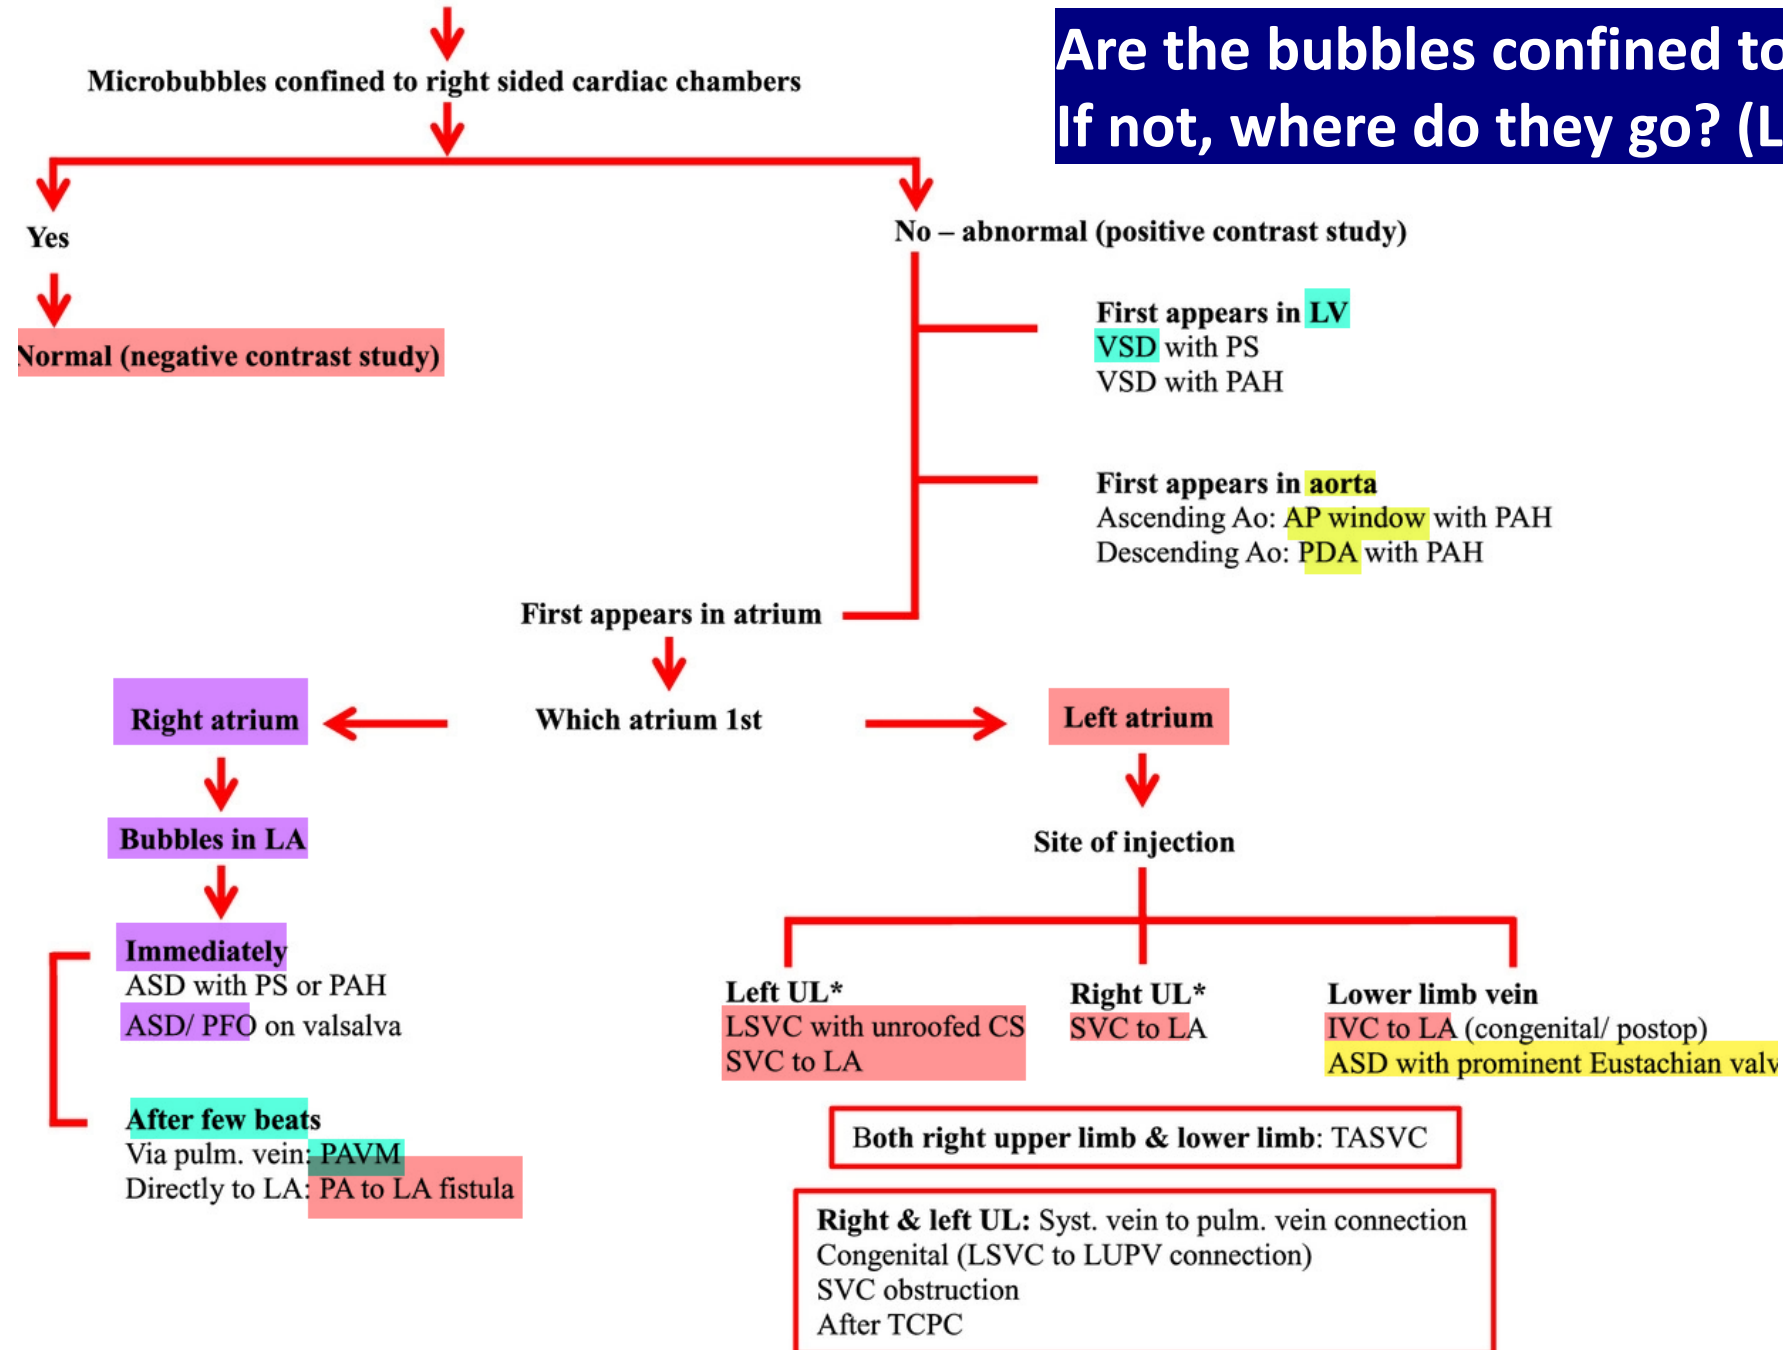 Are the bubbles confined to
If not, where do they go? (L
Microbubbles confined to right sided cardiac chambers
Yes
No – abnormal (positive contrast study)
Normal (negative contrast study)
First appears in LV
VSD with PS
VSD with PAH
First appears in aorta
Ascending Ao: AP window with PAH
Descending Ao: PDA with PAH
First appears in atrium
Right atrium
Which atrium 1st
Left atrium
Bubbles in LA
Site of injection
Immediately
ASD with PS or PAH
ASD/ PFO on valsalva
After few beats
Via pulm. vein: PAVM
Directly to LA: PA to LA fistula
Left UL*
LSVC with unroofed CS
SVC to LA
Right UL*
SVC to LA
Lower limb vein
IVC to LA (congenital/ postop)
ASD with prominent Eustachian valv
Both right upper limb & lower limb: TASVC
Right & left UL: Syst. vein to pulm. vein connection
Congenital (LSVC to LUPV connection)
SVC obstruction
After TCPC